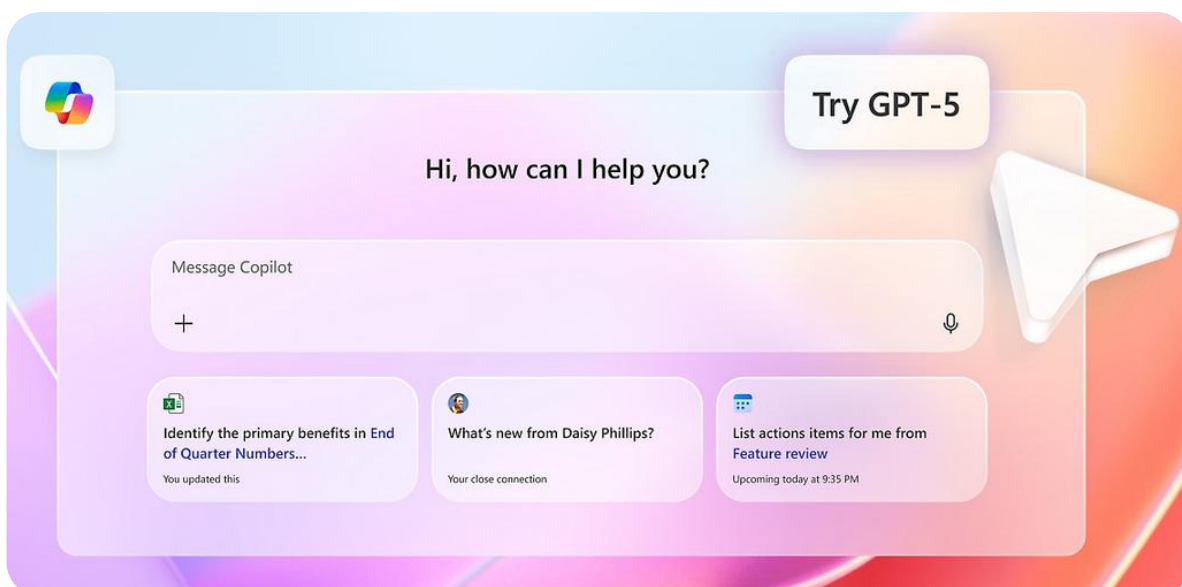 Try GPT-5
Hi, how can I help you?
Message Copilot
Identify the primary benefits in End
of Quarter Numbers...
You updated this
What's new from Daisy Phillips?
Your close connection
List actions items for me from
Feature review
Upcoming today at 9:35 PM